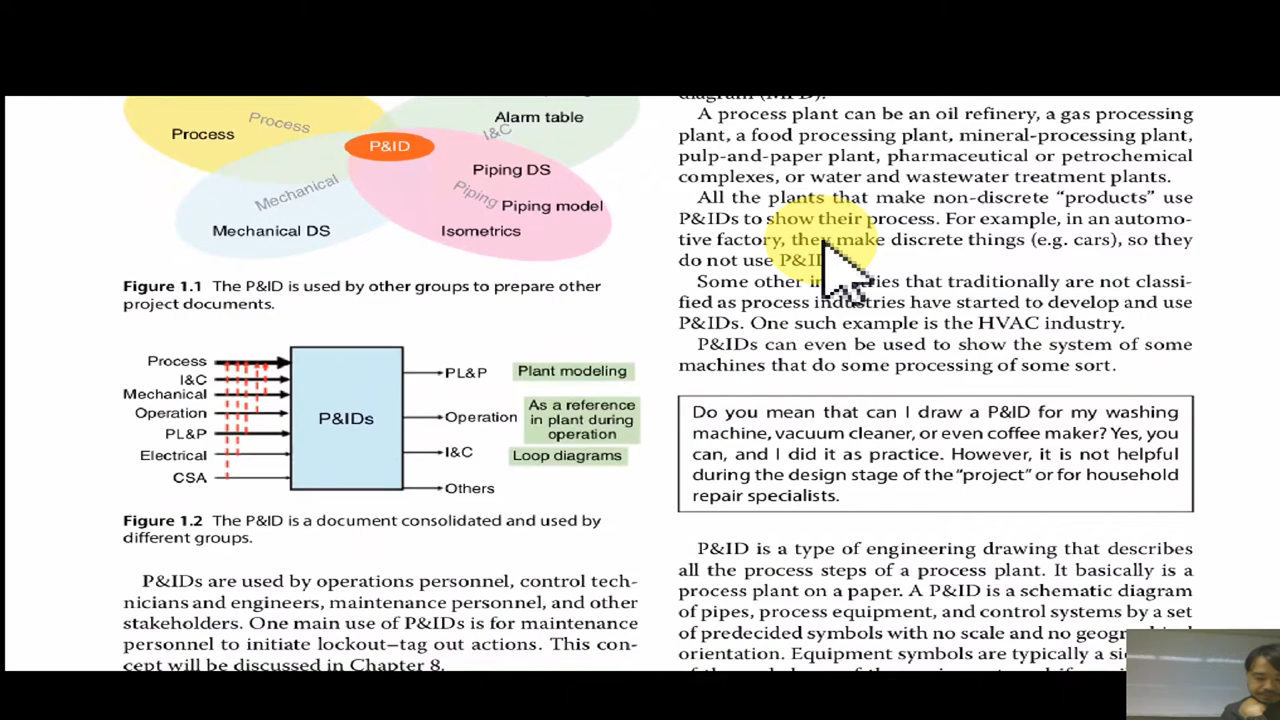 Alarm table
I&C
Process
Process
P&ID
Piping DS
Mechanical
Piping
Piping model
Mechanical DS
Isometrics
Figure 1.1 The P&ID is used by other groups to prepare other
project documents.
Process
I&C
Mechanical
Operation
PL&P
Electrical
CSA
P&IDs
PL&P
Plant modeling
Operation
As a reference
in plant during
operation
I&C
Loop diagrams
Others
Figure 1.2 The P&ID is a document consolidated and used by
different groups.
P&IDs are used by operations personnel, control tech-
nicians and engineers, maintenance personnel, and other
stakeholders. One main use of P&IDs is for maintenance
personnel to initiate lockout–tag out actions. This con-
cept will be discussed in Chapter 8.
A process plant can be an oil refinery, a gas processing
plant, a food processing plant, mineral-processing plant,
pulp-and-paper plant, pharmaceutical or petrochemical
complexes, or water and wastewater treatment plants.
All the plants that make non-discrete “products” use
P&IDs to show their process. For example, in an automo-
tive factory, they make discrete things (e.g. cars), so they
do not use
Some other that traditionally are not classi-
fied as process industries have started to develop and use
P&IDs. One such example is the HVAC industry.
P&IDs can even be used to show the system of some
machines that do some processing of some sort.
Do you mean that can I draw a P&ID for my washing
machine, vacuum cleaner, or even coffee maker? Yes, you
can, and I did it as practice. However, it is not helpful
during the design stage of the “project” or for household
repair specialists.
P&ID is a type of engineering drawing that describes
all the process steps of a process plant. It basically is a
process plant on a paper. A P&ID is a schematic diagram
of pipes, process equipment, and control systems by a set
of predecided symbols with no scale and no
orientation. Equipment symbols are typically a